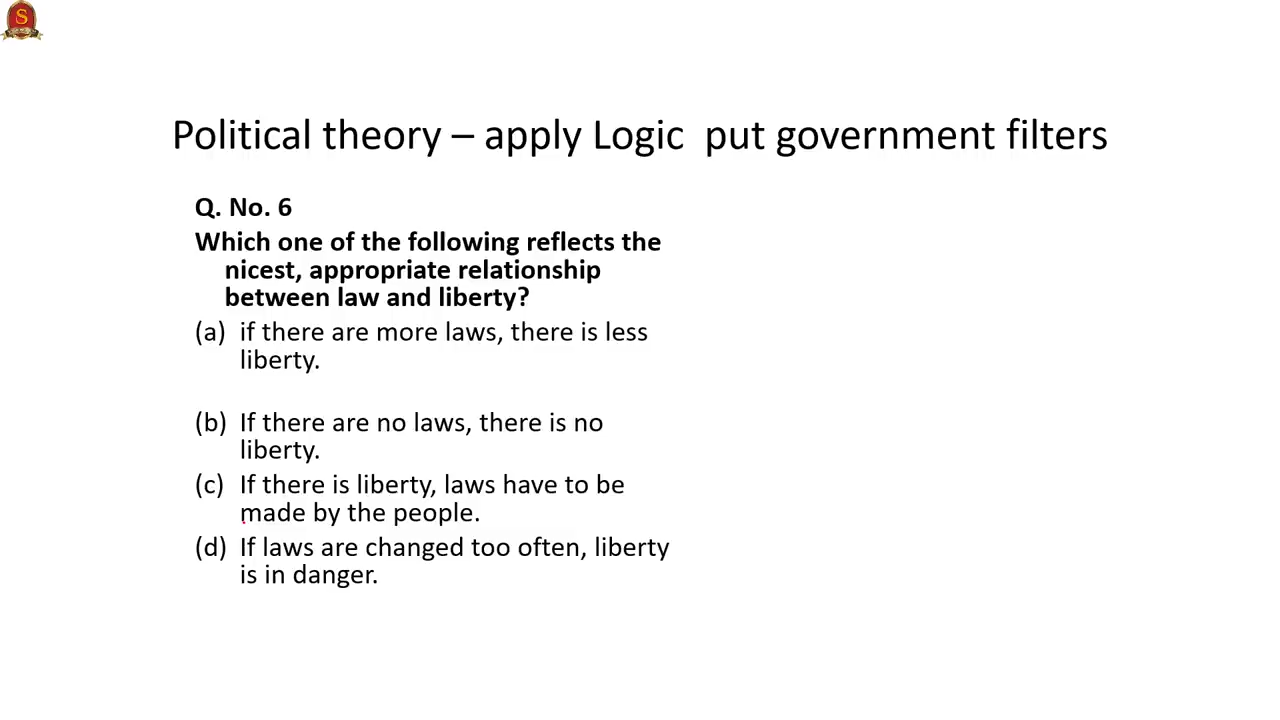 S
Political theory – apply Logic put government filters
Q. No. 6
Which one of the following reflects the
nicest, appropriate relationship
between law and liberty?
(a) if there are more laws, there is less
liberty.
(b) If there are no laws, there is no
liberty.
(c) If there is liberty, laws have to be
made by the people.
(d) If laws are changed too often, liberty
is in danger.